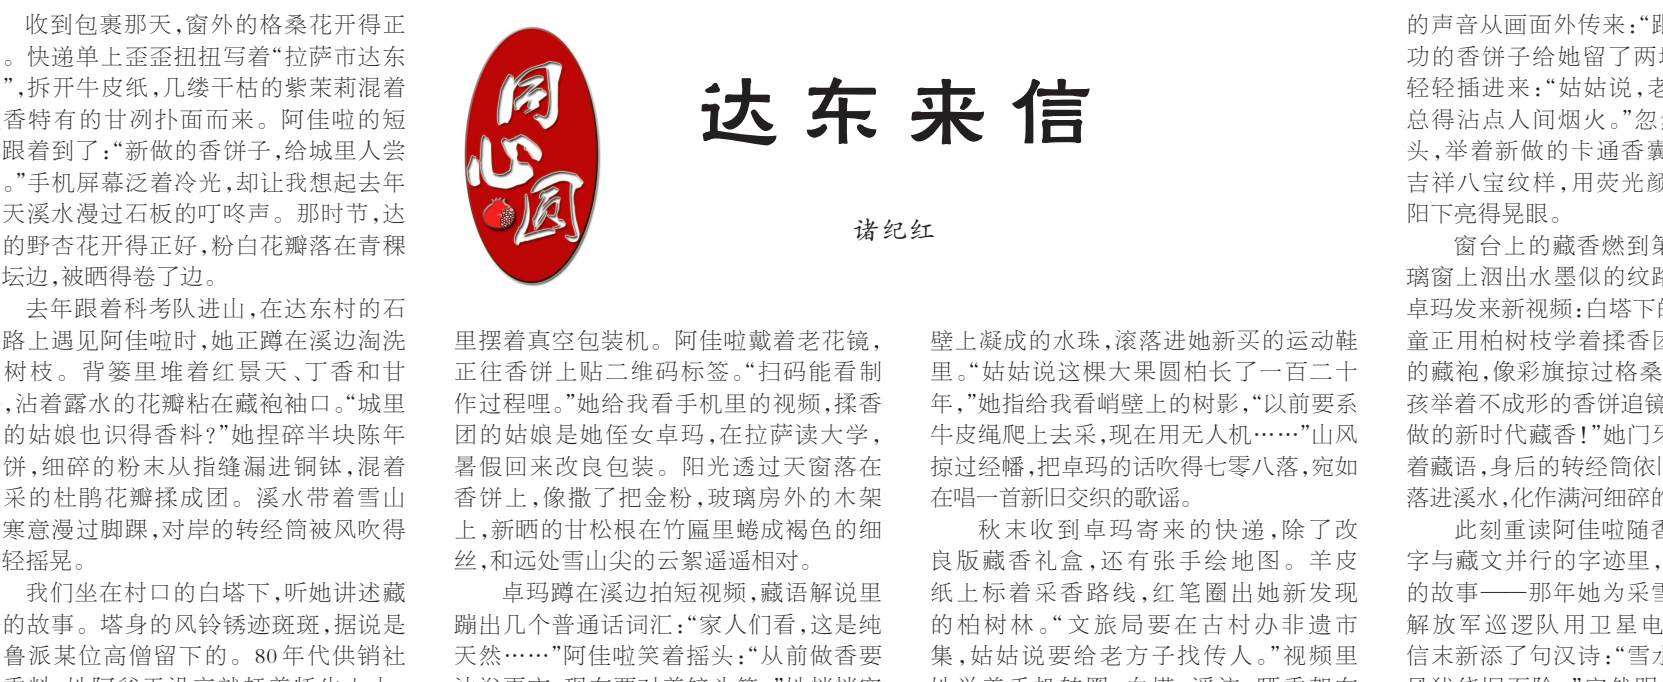 收到包裹那天，窗外的格桑花开得正
。快递单上歪歪扭扭写着“拉萨市达东
”，拆开牛皮纸，几缕干枯的紫茉莉混着
香特有的甘冽扑面而来。阿佳啦的短
跟着到了：“新做的香饼子，给城里人尝
。”手机屏幕泛着冷光，却让我想起去年
天溪水漫过石板的叮咚声。那时节，达
的野杏花开得正好，粉白花瓣落在青稞
坛边，被晒得卷了边。
去年跟着科考队进山，在达东村的石
路上遇见阿佳啦时，她正蹲在溪边淘洗
树枝。背篓里堆着红景天、丁香和甘
，沾着露水的花瓣粘在藏袍袖口。“城里
的姑娘也识得香料？”她捏碎半块陈年
饼，细碎的粉末从指缝漏进铜钵，混着
采的杜鹃花瓣揉成团。溪水带着雪山
寒意漫过脚踝，对岸的转经筒被风吹得
轻摇晃。
我们坐在村口的白塔下，听她讲述藏
的故事。塔身的风铃锈迹斑斑，据说是
鲁派某位高僧留下的。80年代供销社
同心圆
达东来信
诸纪红
里摆着真空包装机。阿佳啦戴着老花镜，
正往香饼上贴二维码标签。“扫码能看制
作过程哩。”她给我看手机里的视频，揉香
团的姑娘是她侄女卓玛，在拉萨读大学，
暑假回来改良包装。阳光透过天窗落在
香饼上，像撒了把金粉，玻璃房外的木架
上，新晒的甘松根在竹匾里蜷成褐色的细
丝，和远处雪山尖的云絮遥遥相对。
卓玛蹲在溪边拍短视频，藏语解说里
蹦出几个普通话词汇：“家人们看，这是纯
天然……”阿佳啦笑着摇头：“从前做香要
壁上凝成的水珠，滚落进她新买的运动鞋
里。“姑姑说这棵大果圆柏长了一百二十
年，”她指给我看峭壁上的树影，“以前要系
牛皮绳爬上去采，现在用无人机……”山风
掠过经幡，把卓玛的话吹得七零八落，宛如
在唱一首新旧交织的歌谣。
秋末收到卓玛寄来的快递，除了改
良版藏香礼盒，还有张手绘地图。羊皮
纸上标着采香路线，红笔圈出她新发现
的柏树林。“文旅局要在古村办非遗市
集，姑姑说要给老方子找传人。”视频里
的声音从画面外传来：“跟
功的香饼子给她留了两
轻轻插进来：“姑姑说，老
总得沾点人间烟火。”忽
头，举着新做的卡通香囊
吉祥八宝纹样，用荧光颜
阳下亮得晃眼。
窗台上的藏香燃到第
璃窗上洇出水墨似的纹路
卓玛发来新视频：白塔下的
童正用柏树枝学着揉香团
的藏袍，像彩旗掠过格桑
孩举着不成形的香饼追镜
做的新时代藏香！”她门牙
着藏语，身后的转经筒依旧
落进溪水，化作满河细碎的
此刻重读阿佳啦随香
字与藏文并行的字迹里，
的故事——那年她为采雪
解放军巡逻队用卫星电
信末新添了句汉诗：“雪水